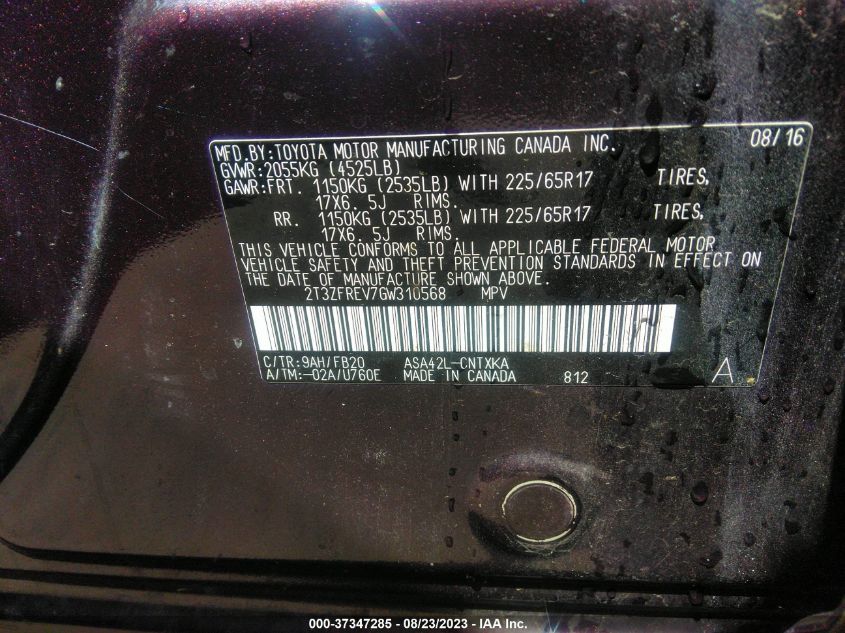 MFD.BY:TOYOTA MOTOR MANUFACTURING CANADA INC. 08/16
GVWR:2055KG (4525LB)
GAWR:FRT. 1150KG (2535LB) WITH 225/65R17 TIRES,
17X6. 5J RIMS.
RR. 1150KG (2535LB) WITH 225/65R17 TIRES,
17X6. 5J RIMS.
THIS VEHICLE CONFORMS TO ALL APPLICABLE FEDERAL MOTOR
VEHICLE SAFETY AND THEFT PREVENTION STANDARDS IN EFFECT ON
THE DATE OF MANUFACTURE SHOWN ABOVE.
2T3ZFREV7GW310568 MPV
C/TR:9AH/FB20 ASA42L-CNTXKA
A/TM:-02A/U760E MADE IN CANADA 812 A
000-37347285 - 08/23/2023 - IAA Inc.